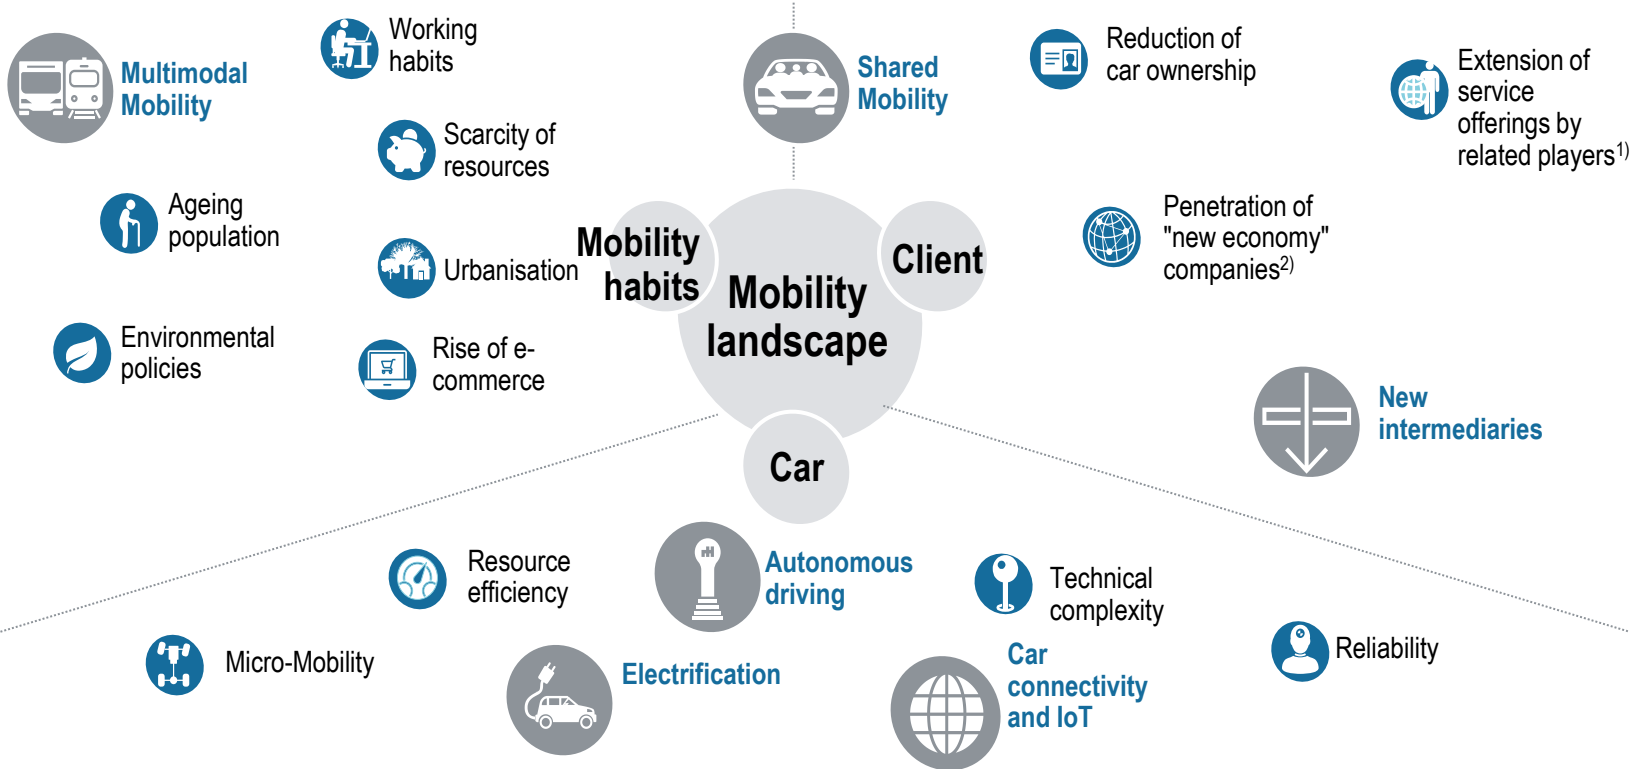 Multimodal
Mobility
Working
habits
Scarcity of
resources
Ageing
population
Urbanisation
Environmental
policies
Rise of e-
commerce
Shared
Mobility
Reduction of
car ownership
Extension of
service
offerings by
related players1)
Penetration of
"new economy"
companies2)
New
intermediaries
Mobility
habits
Client
Mobility
landscape
Car
Resource
efficiency
Autonomous
driving
Technical
complexity
Micro-Mobility
Electrification
Car
connectivity
and IoT
Reliability